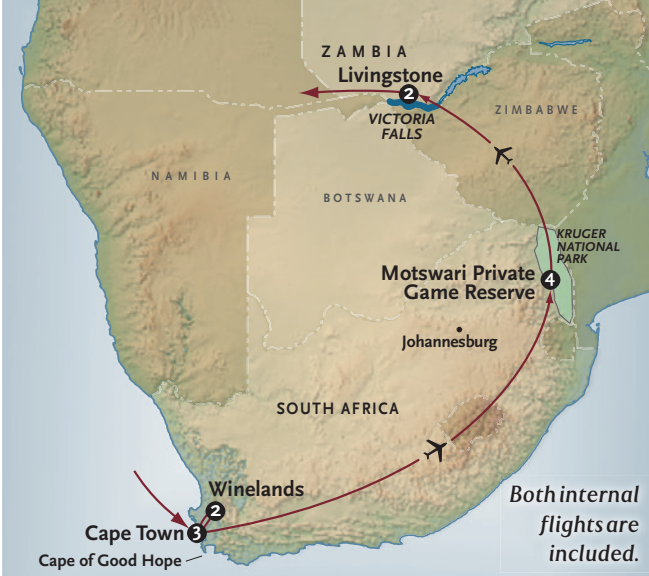 ZAMBIA
Livingstone
2
VICTORIA
FALLS
ZIMBABWE
NAMIBIA
BOTSWANA
KRUGER
NATIONAL
PARK
Motswari Private
Game Reserve
4
Johannesburg
SOUTH AFRICA
Winelands
2
Cape Town
3
Cape of Good Hope
Both internal
flights are
included.